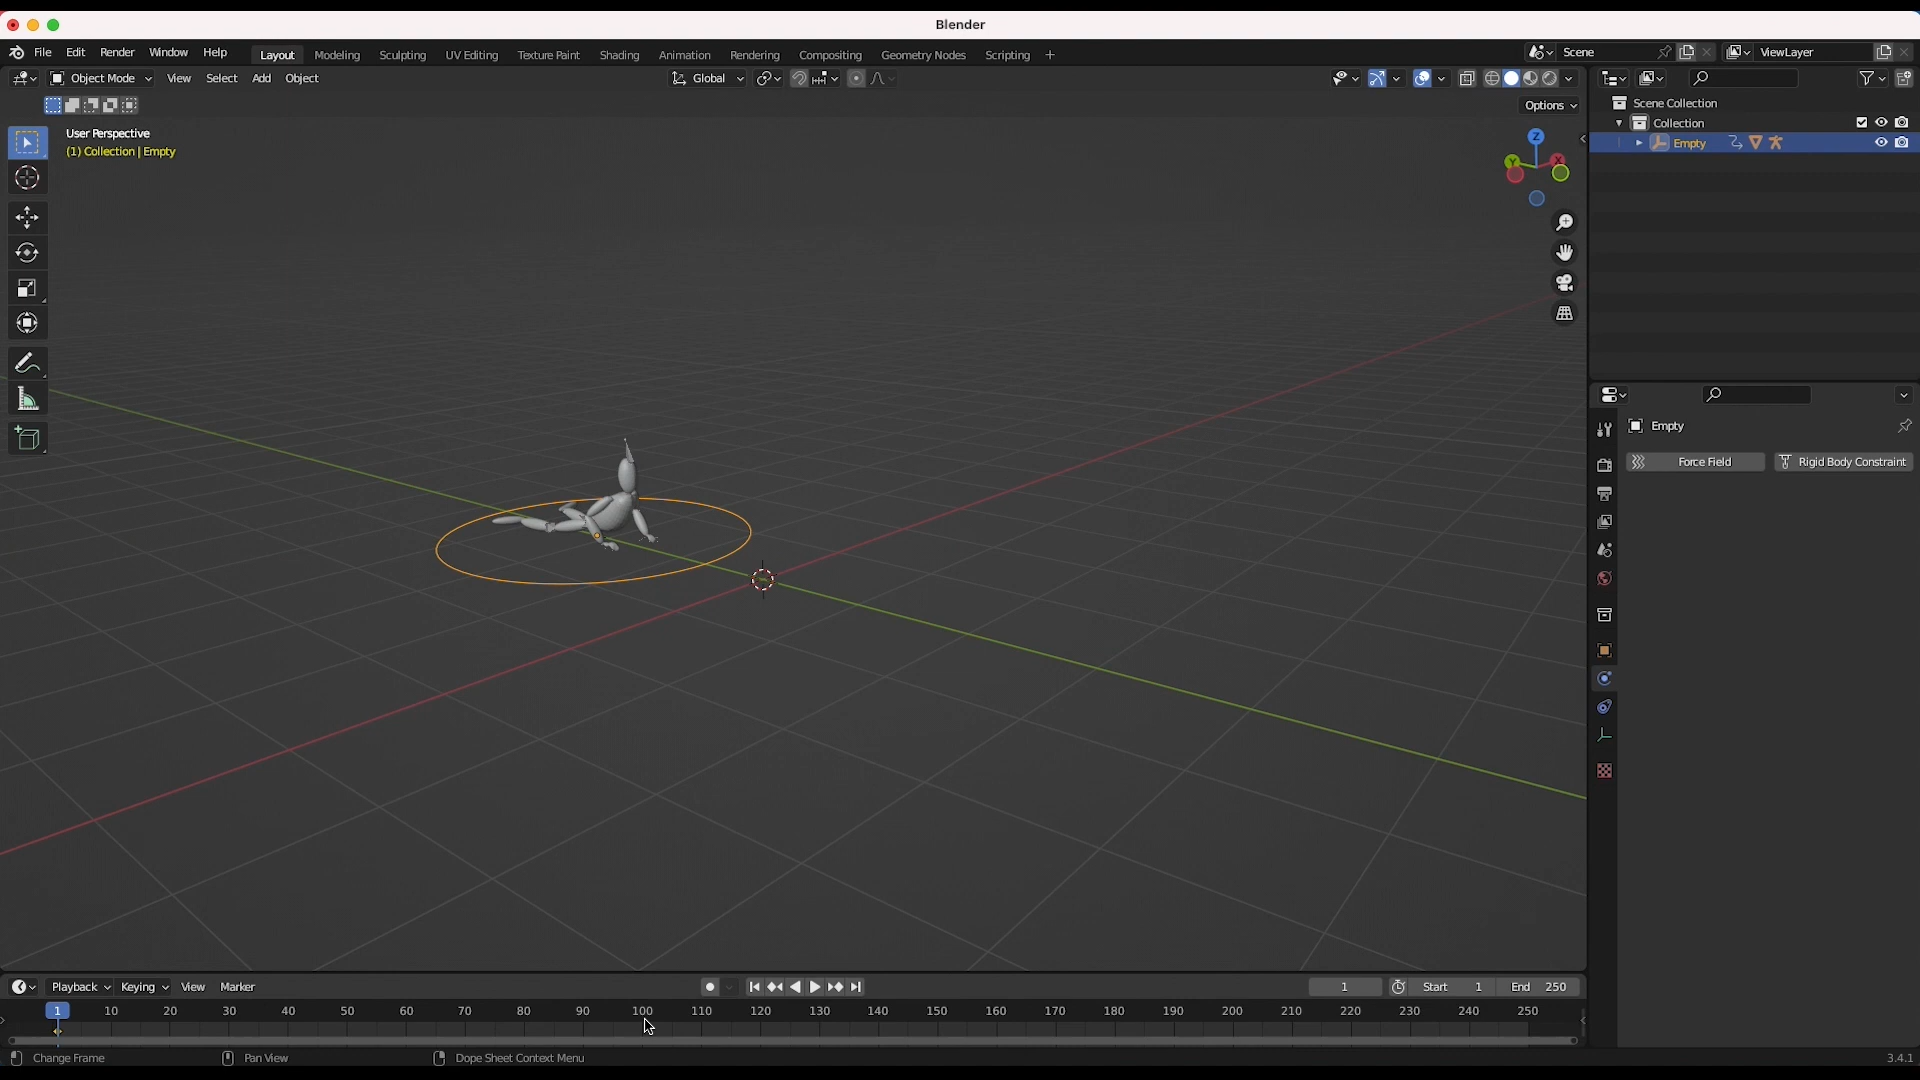 Blender
File Edit Render Window Help Layout Modeling Sculpting UV Editing Texture Paint Shading Animation Rendering Compositing Geometry Nodes Scripting + Scene ViewLayer
Object Mode View Select Add Object Global
Options
Scene Collection
Collection
Empty
User Perspective
(1) Collection | Empty
Z
Y X
Empty
Force Field Rigid Body Constraint
Playback Keying View Marker 1 Start 1 End 250
1 10 20 30 40 50 60 70 80 90 100 110 120 130 140 150 160 170 180 190 200 210 220 230 240 250
Change Frame Pan View Dope Sheet Context Menu 3.4.1